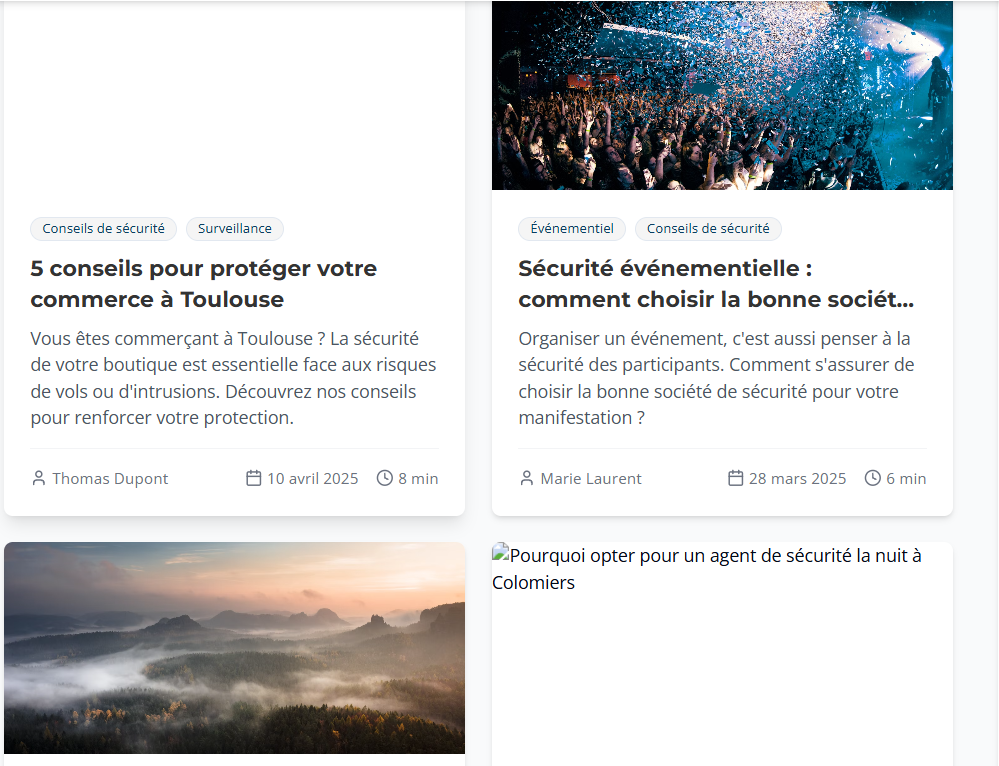 Conseils de sécurité
Surveillance
5 conseils pour protéger votre
commerce à Toulouse
Vous êtes commerçant à Toulouse ? La sécurité
de votre boutique est essentielle face aux risques
de vols ou d'intrusions. Découvrez nos conseils
pour renforcer votre protection.
Thomas Dupont
10 avril 2025
8 min
Événementiel
Conseils de sécurité
Sécurité événementielle :
comment choisir la bonne sociét...
Organiser un événement, c'est aussi penser à la
sécurité des participants. Comment s'assurer de
choisir la bonne société de sécurité pour votre
manifestation ?
Marie Laurent
28 mars 2025
6 min
Pourquoi opter pour un agent de sécurité la nuit à
Colomiers